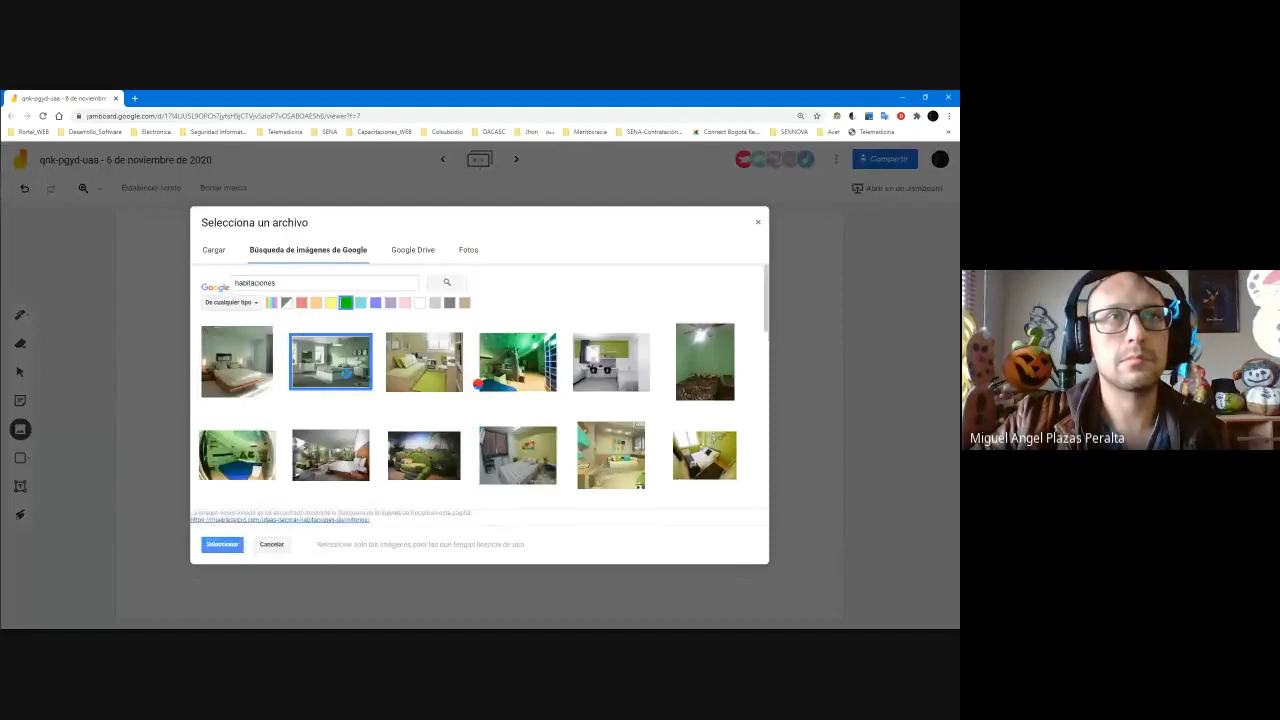 qnk-pgyd-uaa - 6 de noviembre
jamboard.google.com/d/
Portal_WEB Desarrollo_Software Electrónica Seguridad Informát... Telemedicina SENA Capacitaciones_WEB Colsubsidio DACASC Jhon Meritocracia SENA-Contratación... Connect Bogotá Re... SENNOVA Acer Telemedicina
qnk-pgyd-uaa - 6 de noviembre de 2020
Compartir
Establecer fondo Borrar marco
Abrir en un Jamboard
Selecciona un archivo
Cargar Búsqueda de imágenes de Google Google Drive Fotos
Google habitaciones
De cualquier tipo
Seleccionar Cancelar Selecciona solo las imágenes para las que tengas licencia de uso.
Miguel Angel Plazas Peralta